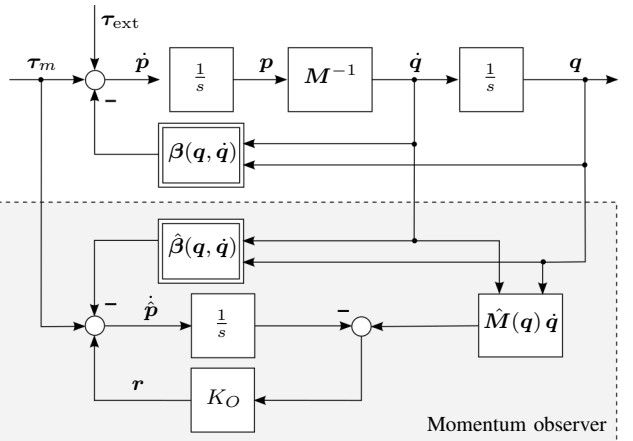 τ_ext
τ_m ṗ 1/s p M⁻¹ q̇ 1/s q
−
β(q, q̇)
β̂(q, q̇)
−
p̂̇ 1/s − M̂(q) q̇
r K_O
Momentum observer